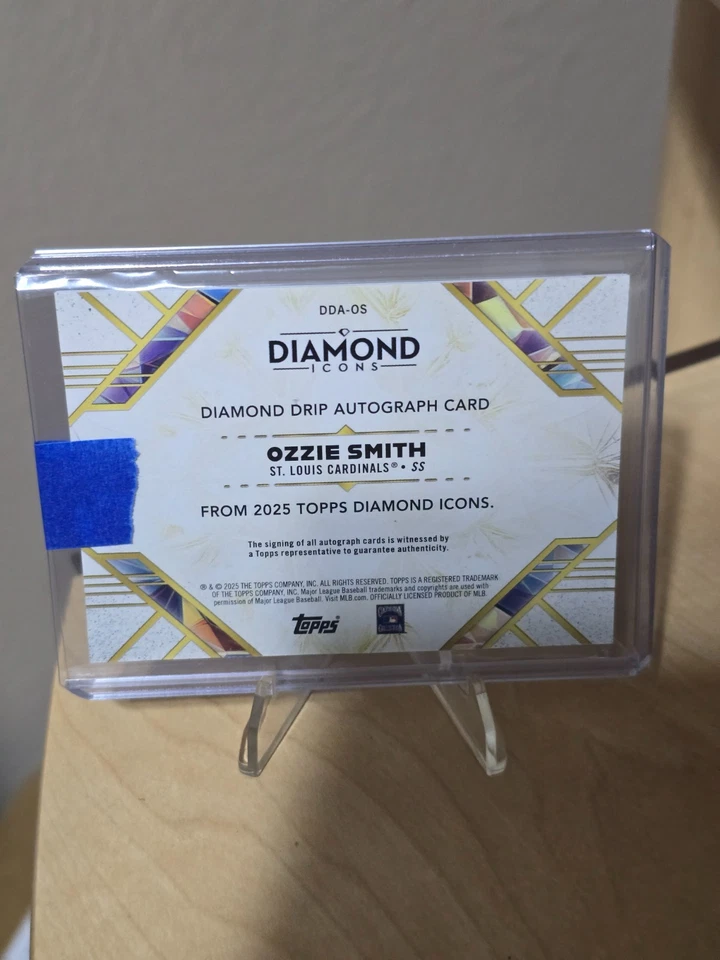 DDA-OS
DIAMOND
ICONS
DIAMOND DRIP AUTOGRAPH CARD
OZZIE SMITH
ST. LOUIS CARDINALS® • SS
FROM 2025 TOPPS DIAMOND ICONS.
The signing of all autograph cards is witnessed by
a Topps representative to guarantee authenticity.
® & © 2025 THE TOPPS COMPANY, INC. ALL RIGHTS RESERVED. TOPPS IS A REGISTERED TRADEMARK
OF THE TOPPS COMPANY, INC. Major League Baseball trademarks and copyrights are used with
permission of Major League Baseball. Visit MLB.com. OFFICIALLY LICENSED PRODUCT OF MLB.
topps®